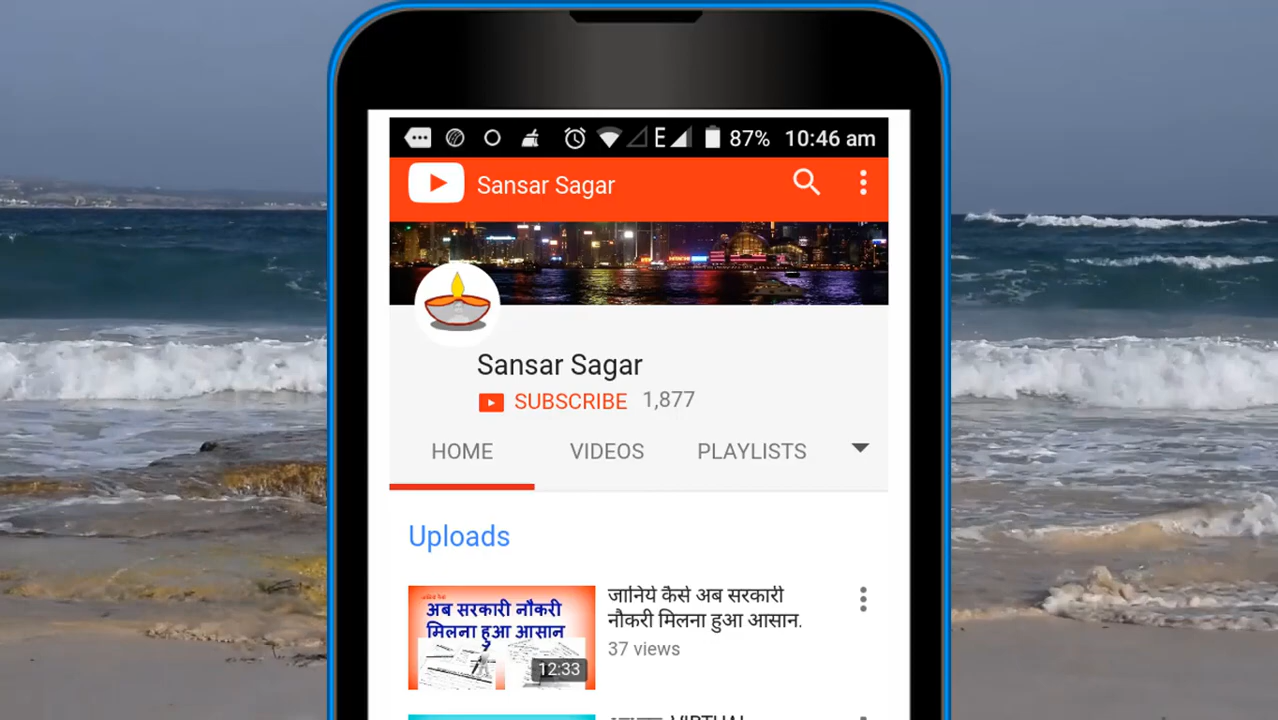 E 87% 10:46 am
Sansar Sagar
Sansar Sagar
SUBSCRIBE 1,877
HOME VIDEOS PLAYLISTS
Uploads
अब सरकारी नौकरी
मिलना हुआ आसान
12:33
जानिये कैसे अब सरकारी
नौकरी मिलना हुआ आसान.
37 views
VIRTUAL